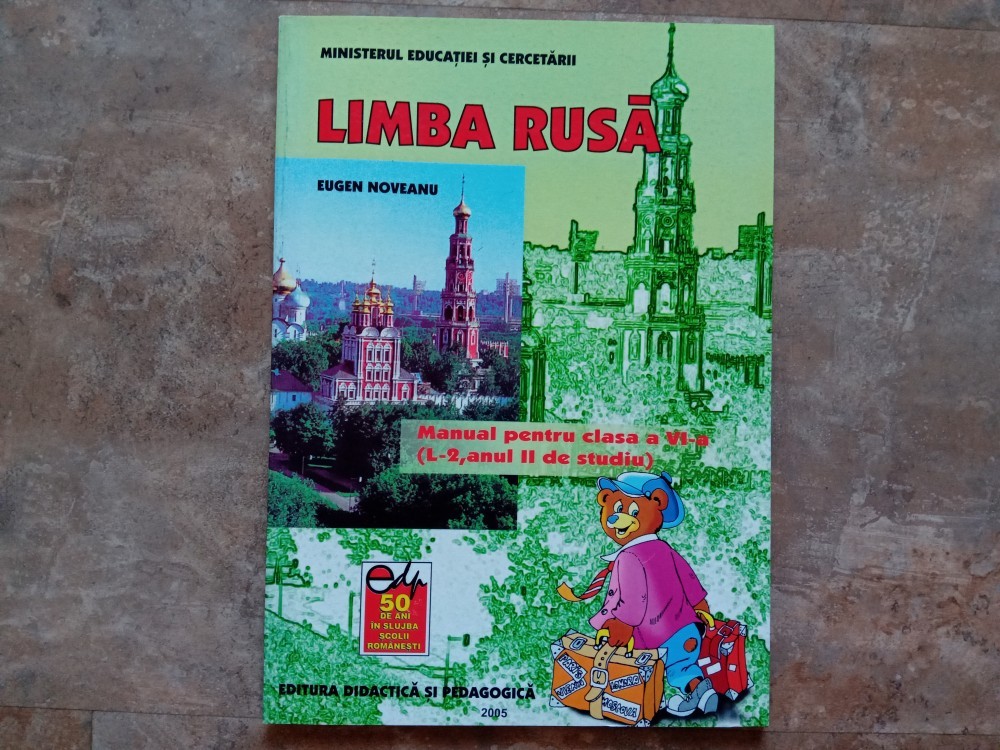 MINISTERUL EDUCAȚIEI ȘI CERCETĂRII
LIMBA RUSĂ
EUGEN NOVEANU
Manual pentru clasa a VI-a
(L-2,anul II de studiu)
edp
50
DE ANI
ÎN SLUJBA
ȘCOLII
ROMÂNEȘTI
EDITURA DIDACTICĂ SI PEDAGOGICĂ
2005